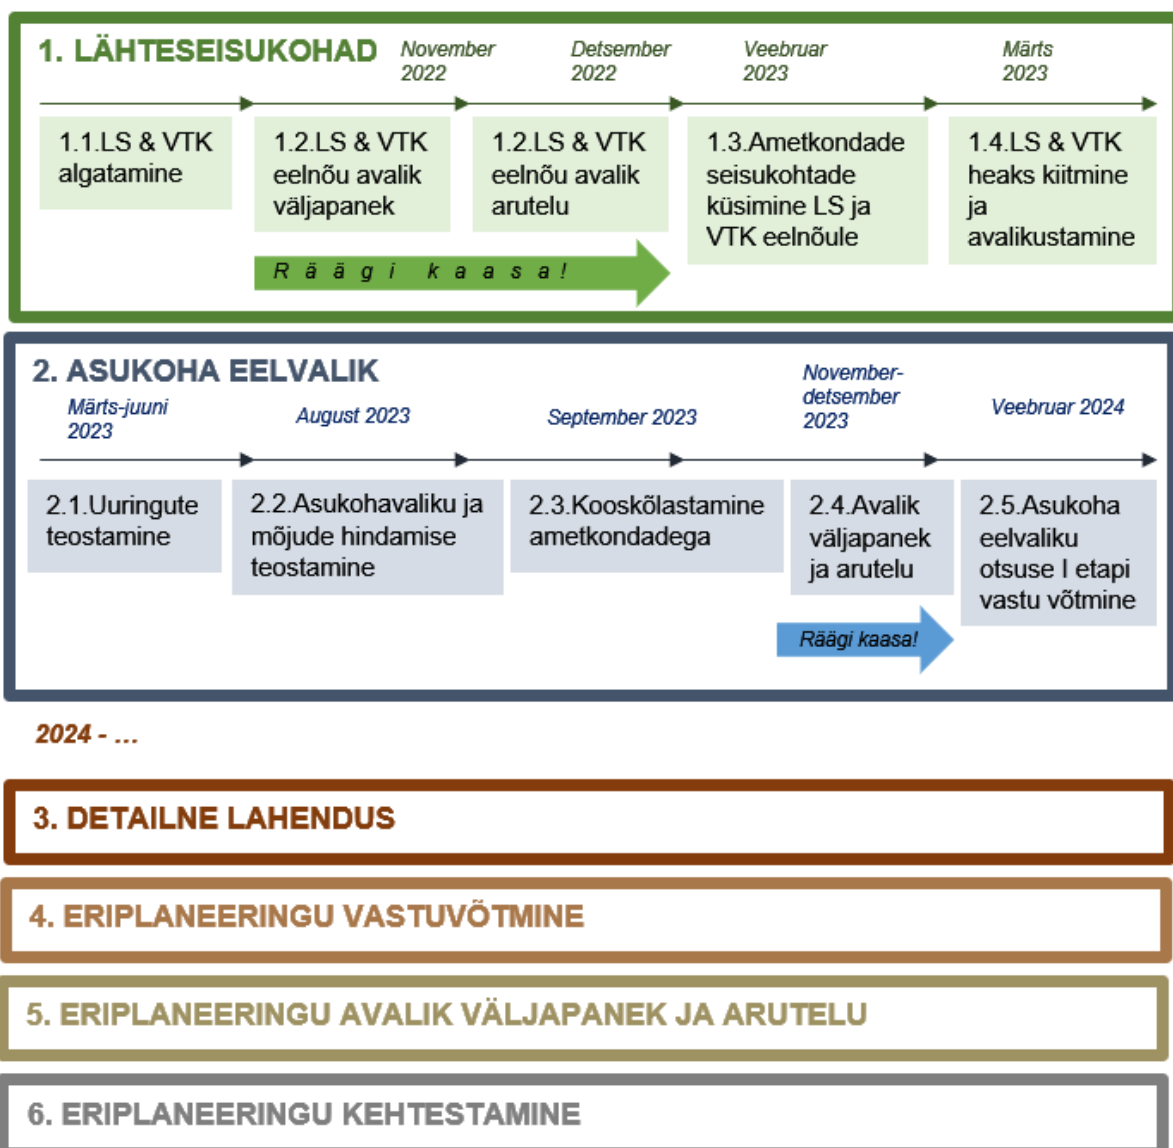 1. LÄHTESEISUKOHAD
November
2022
Detsember
2022
Veebruar
2023
Märts
2023
1.1.LS & VTK
algatamine
1.2.LS & VTK
eelnõu avalik
väljapanek
1.2.LS & VTK
eelnõu avalik
arutelu
1.3.Ametkondade
seisukohtade
küsimine LS ja
VTK eelnõule
1.4.LS & VTK
heaks kiitmine
ja
avalikustamine
Räägi kaasa!
2. ASUKOHA EELVALIK
Märts-juuni
2023
August 2023
September 2023
November-
detsember
2023
Veebruar 2024
2.1.Uuringute
teostamine
2.2.Asukohavaliku ja
mõjude hindamise
teostamine
2.3.Kooskõlastamine
ametkondadega
2.4.Avalik
väljapanek
ja arutelu
2.5.Asukoha
eelvaliku
otsuse I etapi
vastu võtmine
Räägi kaasa!
2024 - ...
3. DETAILNE LAHENDUS
4. ERIPLANEERINGU VASTUVÕTMINE
5. ERIPLANEERINGU AVALIK VÄLJAPANEK JA ARUTELU
6. ERIPLANEERINGU KEHTESTAMINE